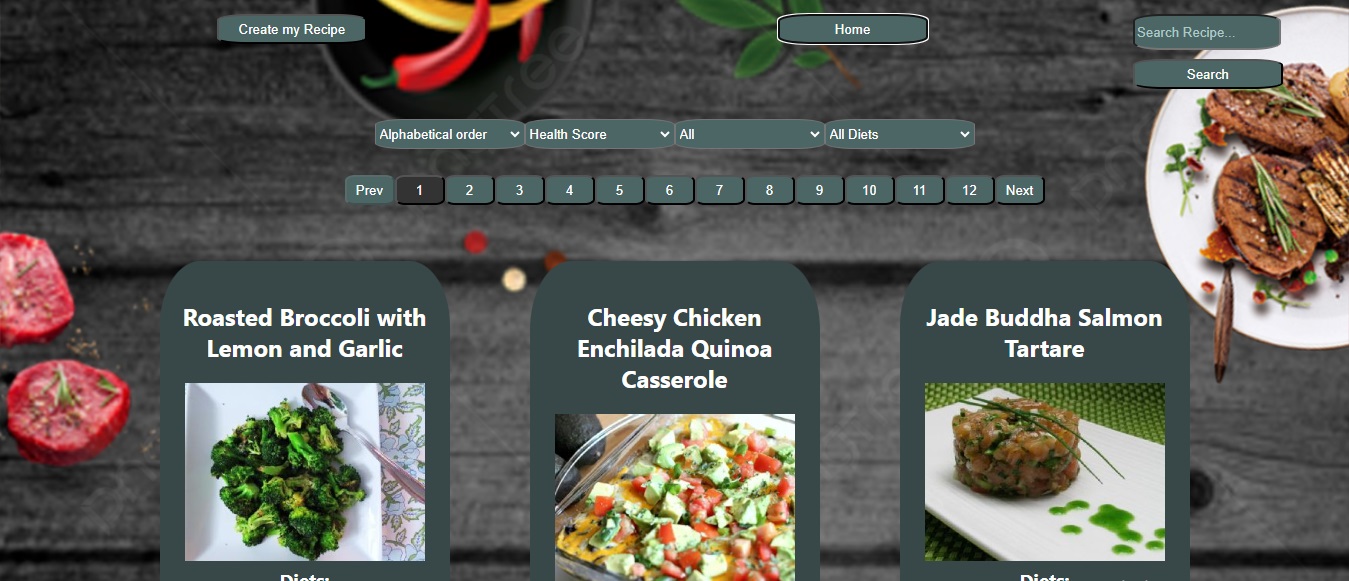 Create my Recipe
Home
Search Recipe...
Search
Alphabetical order
Health Score
All
All Diets
Prev
1
2
3
4
5
6
7
8
9
10
11
12
Next
Roasted Broccoli with
Lemon and Garlic
Cheesy Chicken
Enchilada Quinoa
Casserole
Jade Buddha Salmon
Tartare
Diets:
Diets: